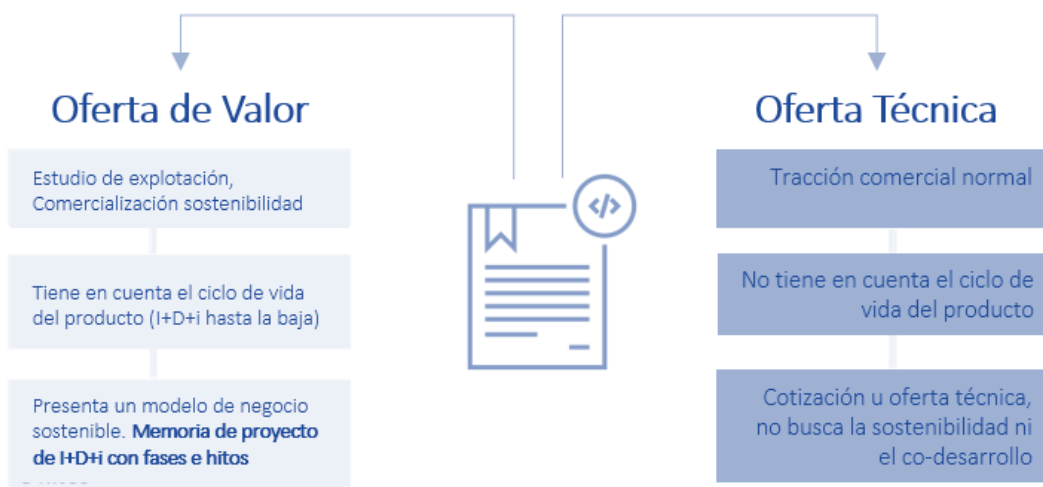 Oferta de Valor
Estudio de explotación,
Comercialización sostenibilidad
Tiene en cuenta el ciclo de vida
del producto (I+D+i hasta la baja)
Presenta un modelo de negocio
sostenible. Memoria de proyecto
de I+D+i con fases e hitos
</>
Oferta Técnica
Tracción comercial normal
No tiene en cuenta el ciclo de
vida del producto
Cotización u oferta técnica,
no busca la sostenibilidad ni
el co-desarrollo